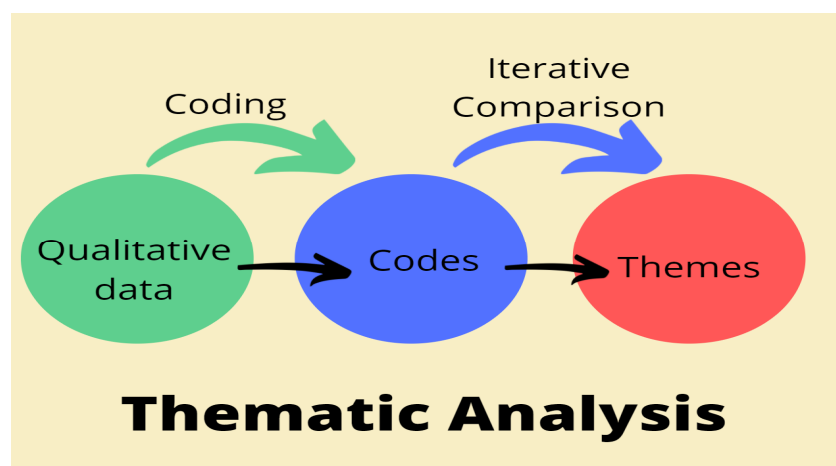 Coding
Iterative
Comparison
Qualitative
data
Codes
Themes
Thematic Analysis